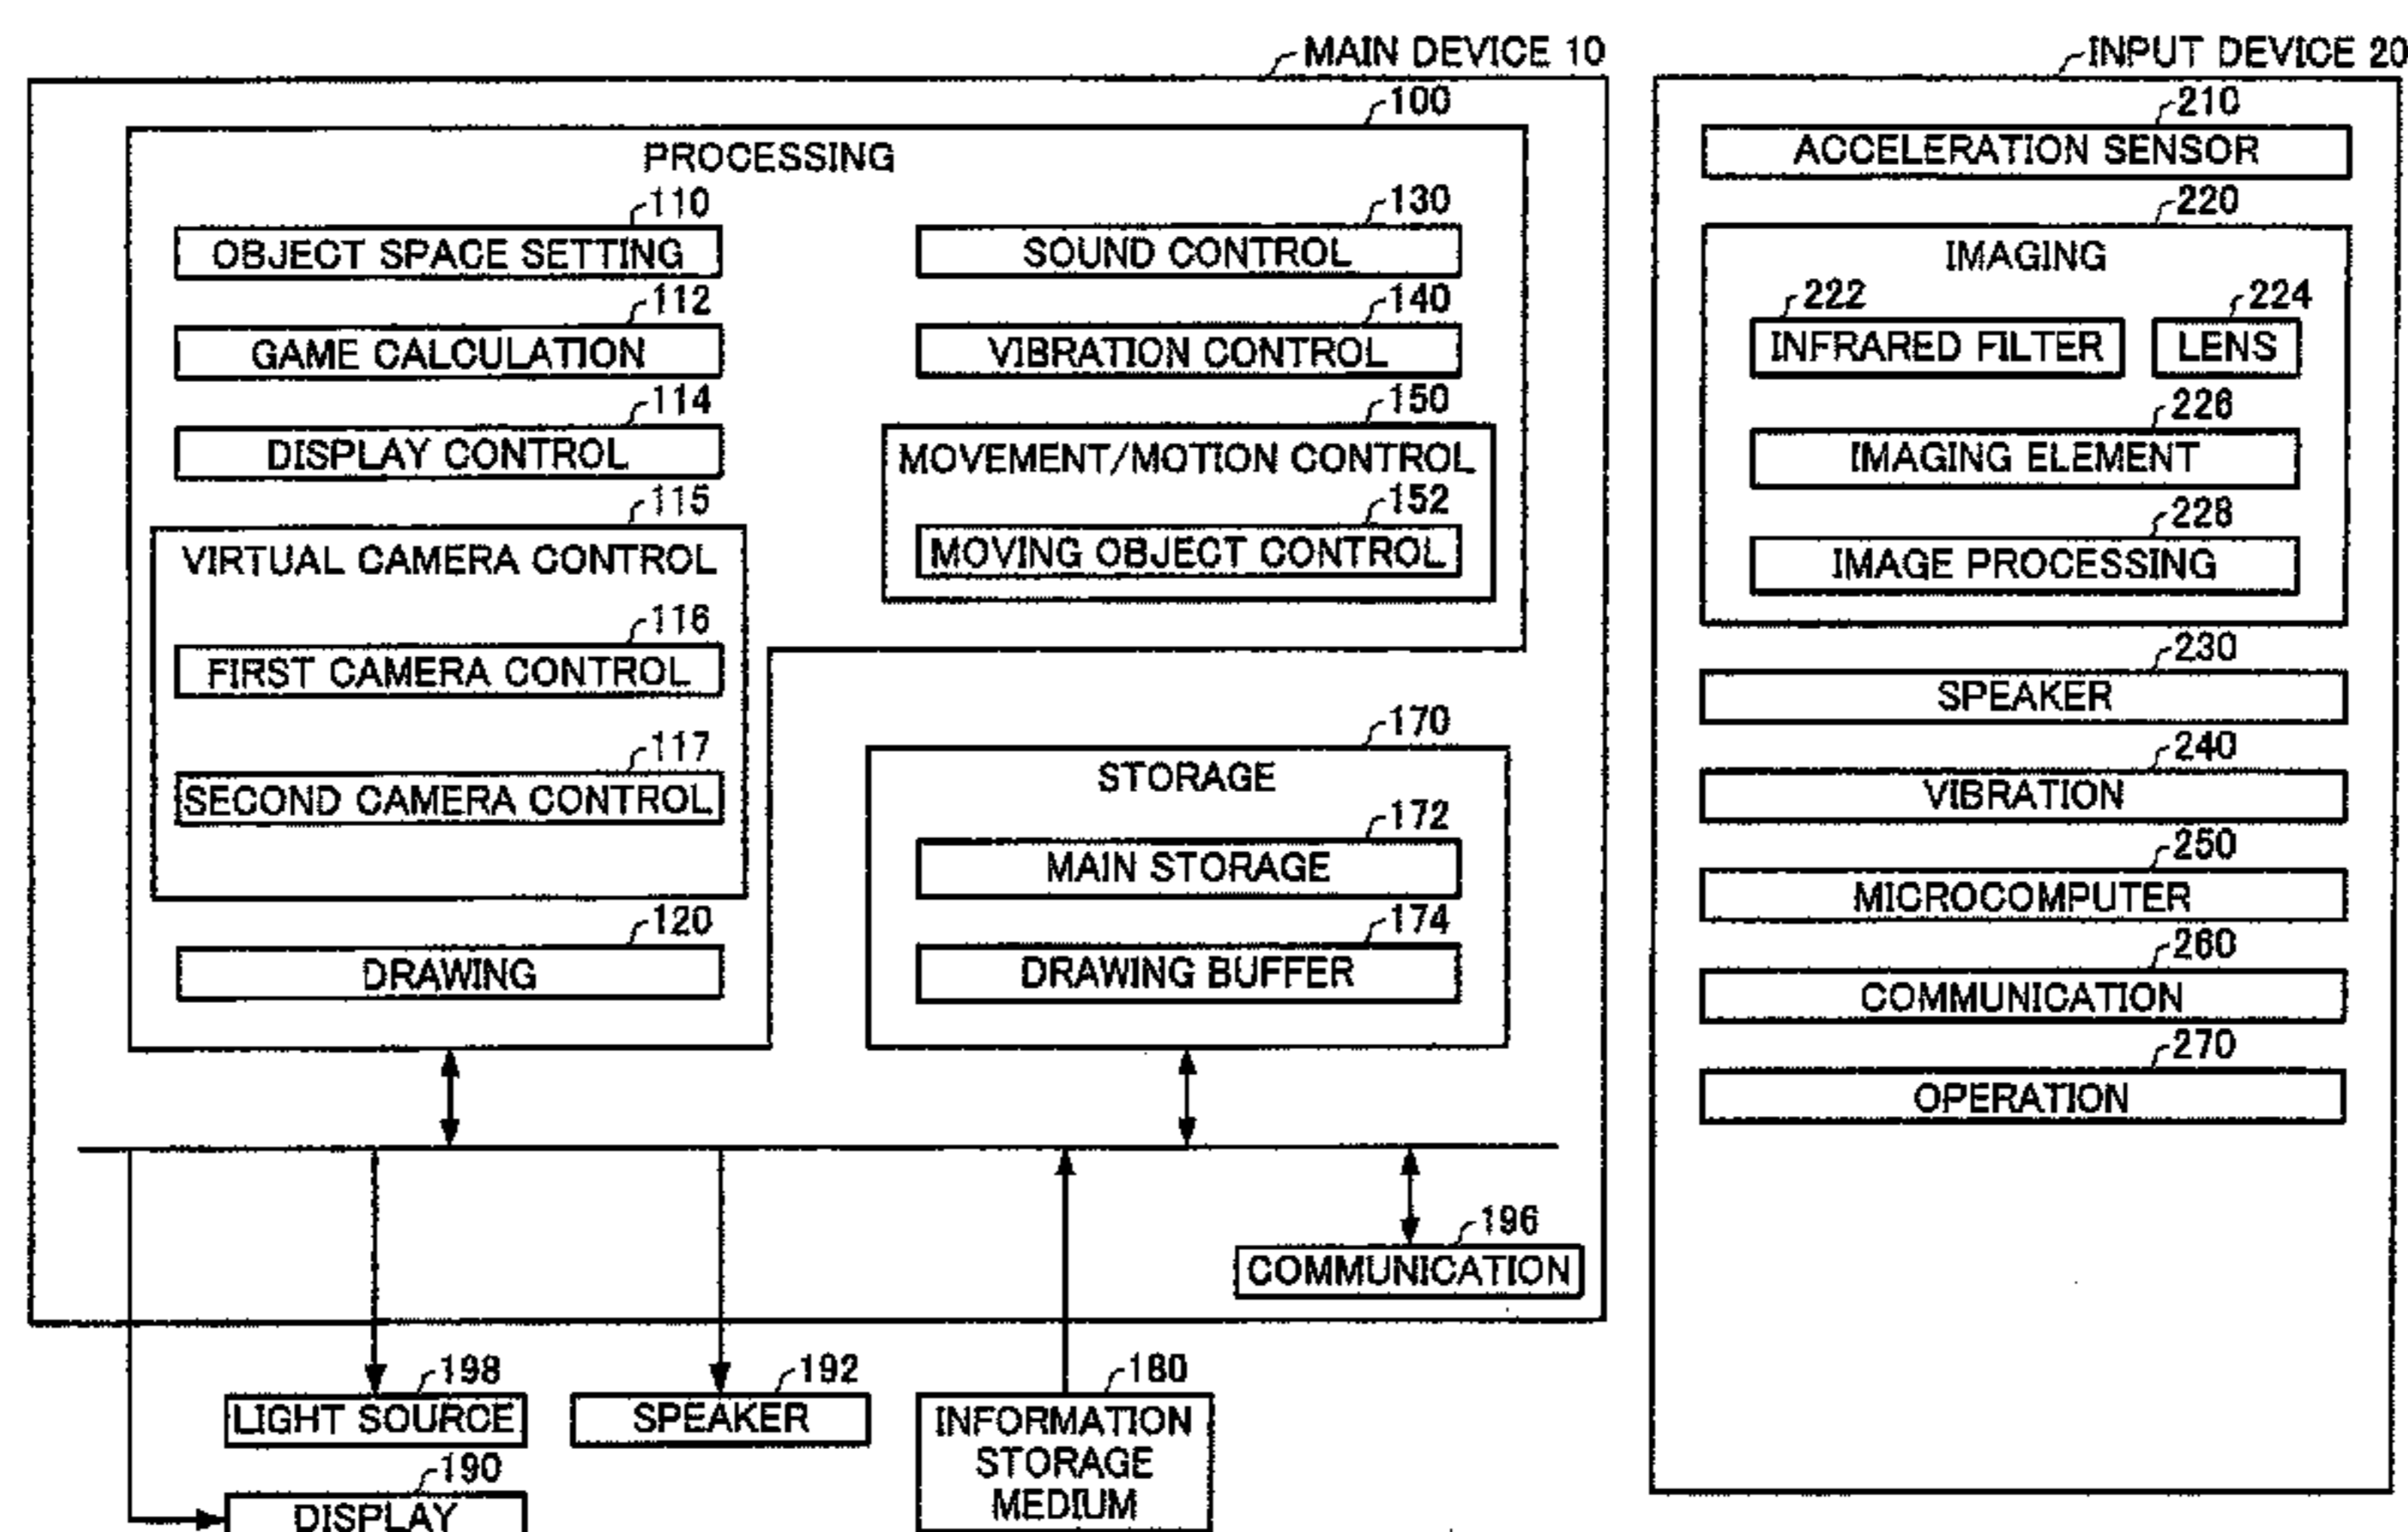 MAIN DEVICE 10
100
PROCESSING
110
OBJECT SPACE SETTING
112
GAME CALCULATION
114
DISPLAY CONTROL
115
VIRTUAL CAMERA CONTROL
116
FIRST CAMERA CONTROL
117
SECOND CAMERA CONTROL
120
DRAWING
130
SOUND CONTROL
140
VIBRATION CONTROL
150
MOVEMENT/MOTION CONTROL
152
MOVING OBJECT CONTROL
170
STORAGE
172
MAIN STORAGE
174
DRAWING BUFFER
196
COMMUNICATION
198
LIGHT SOURCE
190
DISPLAY
192
SPEAKER
180
INFORMATION
STORAGE
MEDIUM
INPUT DEVICE 20
210
ACCELERATION SENSOR
220
IMAGING
222
INFRARED FILTER
224
LENS
226
IMAGING ELEMENT
228
IMAGE PROCESSING
230
SPEAKER
240
VIBRATION
250
MICROCOMPUTER
260
COMMUNICATION
270
OPERATION